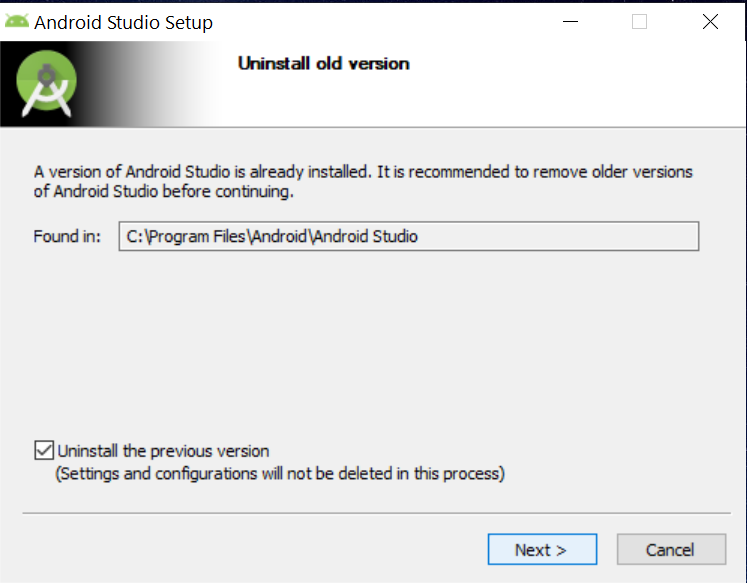 Android Studio Setup
Uninstall old version
A version of Android Studio is already installed. It is recommended to remove older versions
of Android Studio before continuing.
Found in: C:\Program Files\Android\Android Studio
Uninstall the previous version
(Settings and configurations will not be deleted in this process)
Next > Cancel